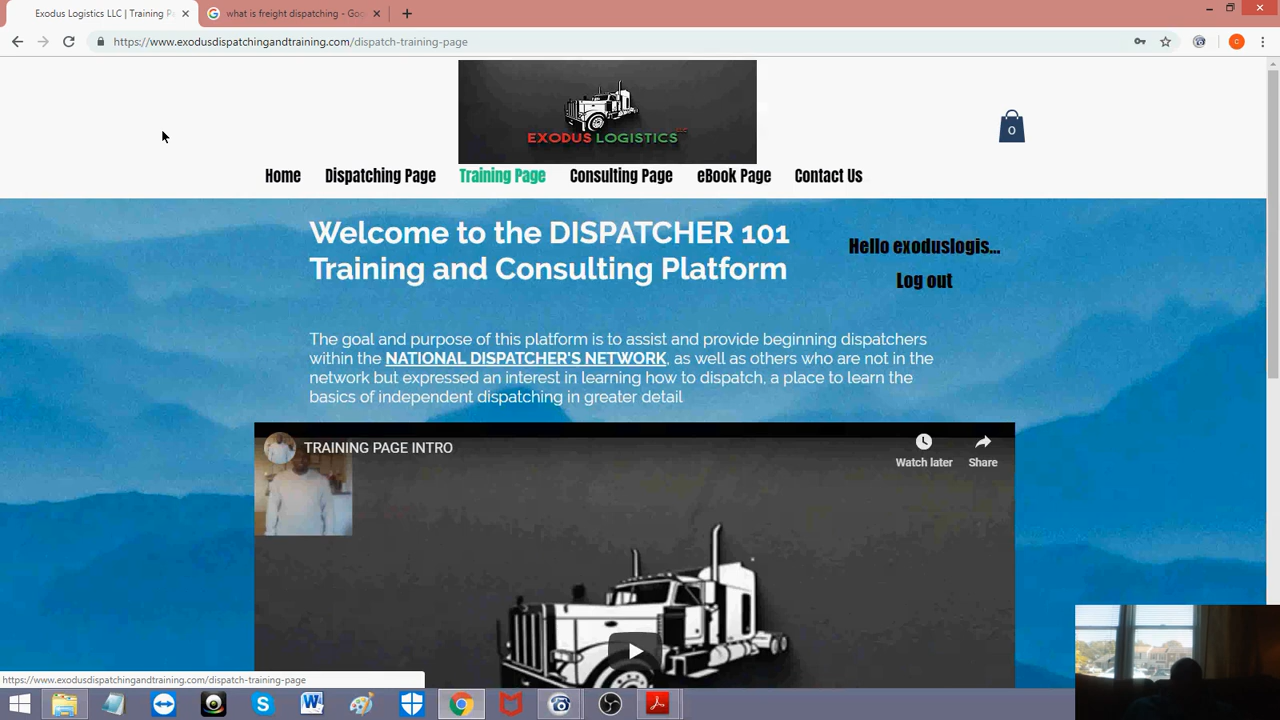 Exodus Logistics LLC | Training Pa
what is freight dispatching - Goo
https://www.exodusdispatchingandtraining.com/dispatch-training-page
EXODUS LOGISTICS LLC
0
Home Dispatching Page Training Page Consulting Page eBook Page Contact Us
Welcome to the DISPATCHER 101
Training and Consulting Platform
Hello exoduslogis...
Log out
The goal and purpose of this platform is to assist and provide beginning dispatchers
within the NATIONAL DISPATCHER'S NETWORK, as well as others who are not in the
network but expressed an interest in learning how to dispatch, a place to learn the
basics of independent dispatching in greater detail
TRAINING PAGE INTRO
Watch later Share
https://www.exodusdispatchingandtraining.com/dispatch-training-page